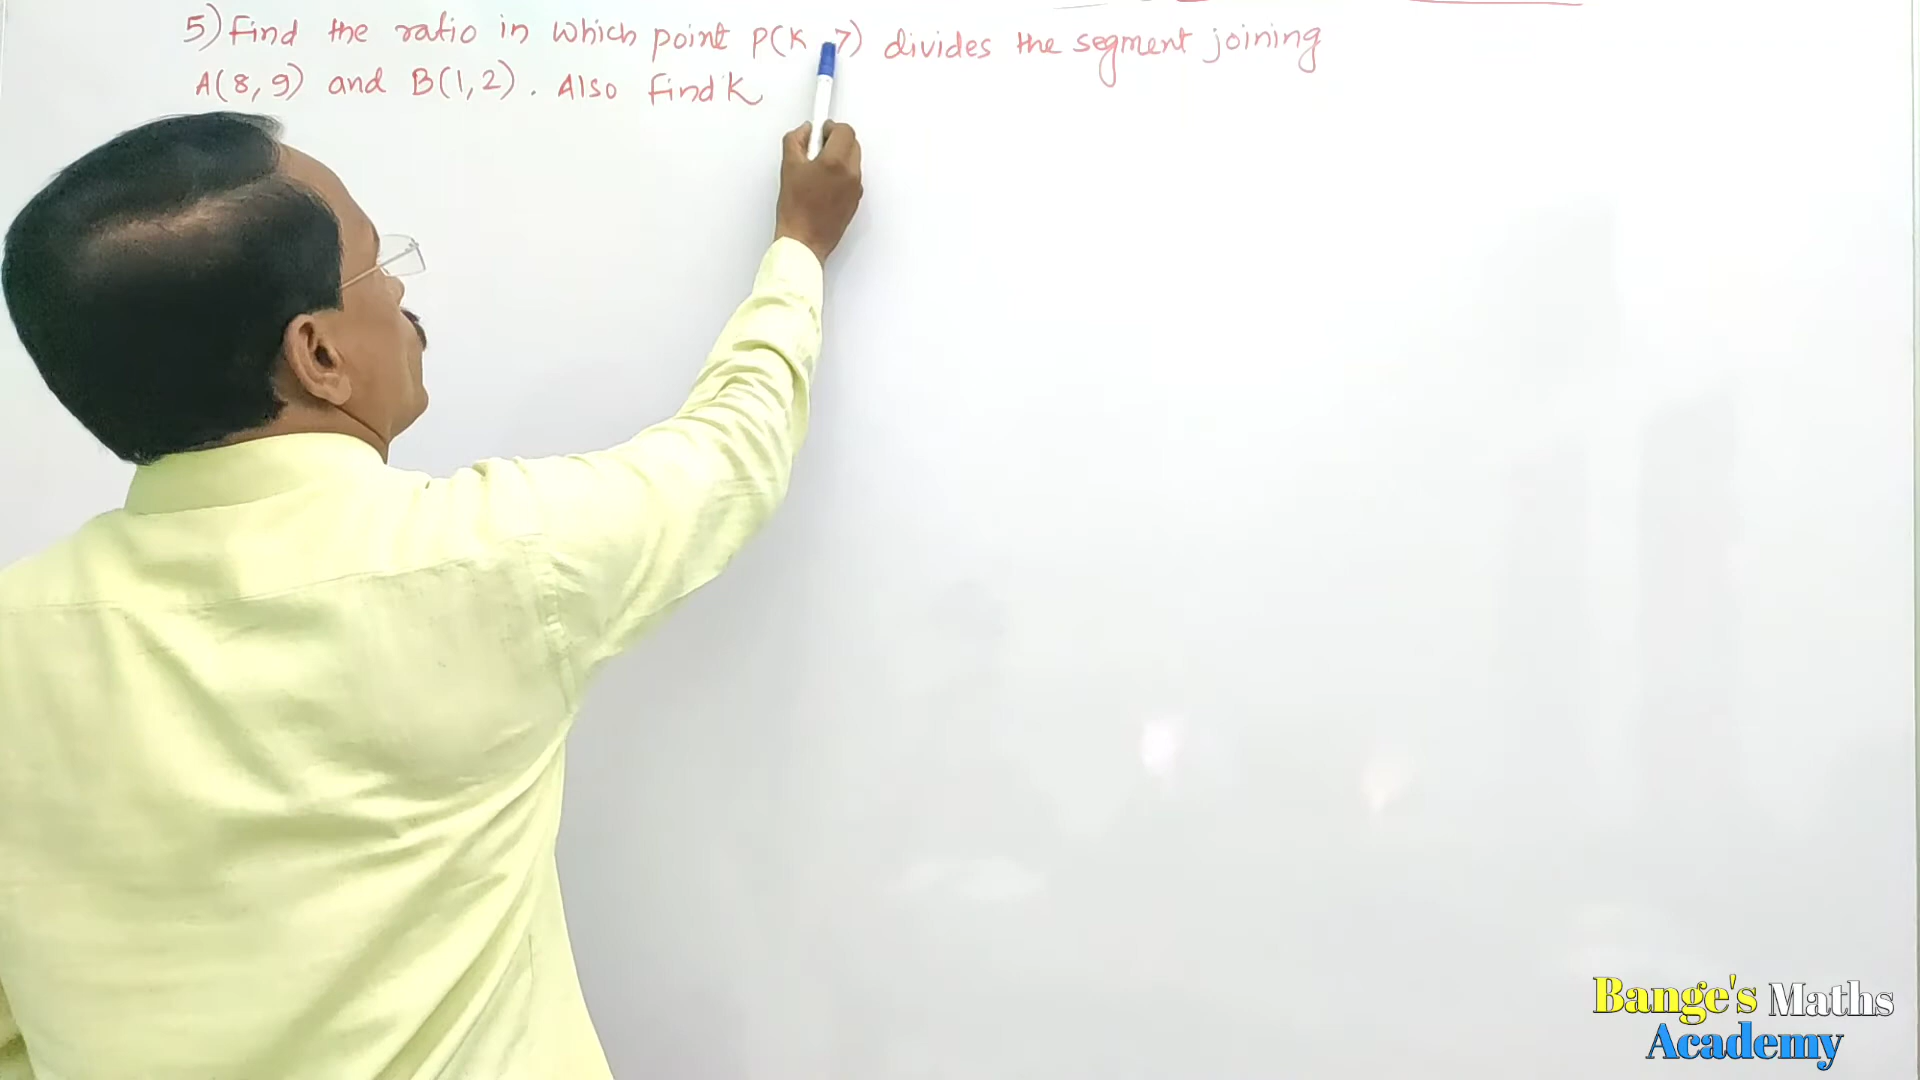 5) Find the ratio in which point P(K 7) divides the segment joining
A(8, 9) and B(1, 2). Also find K
Bange's Maths
Academy